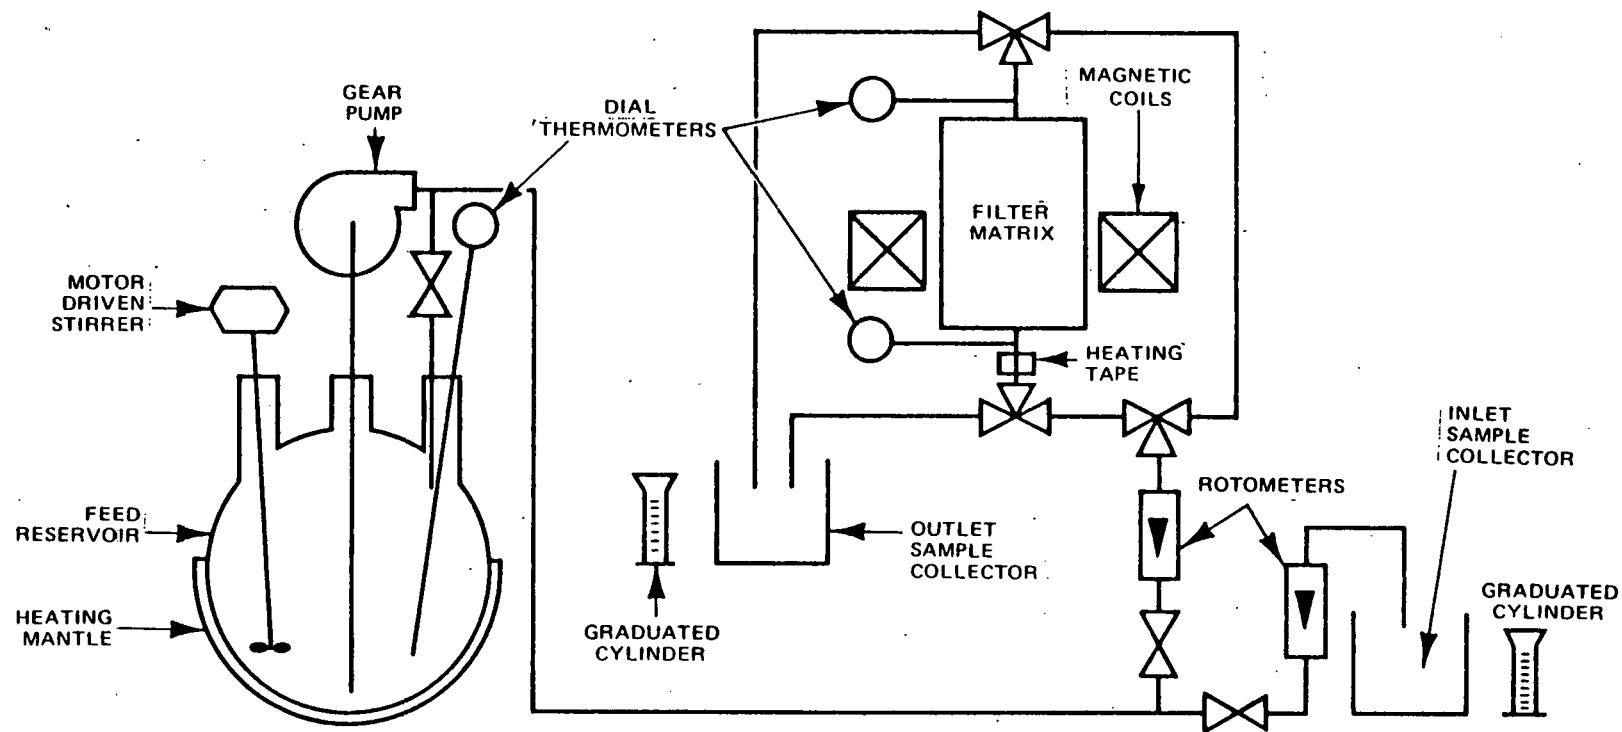 GEAR
PUMP
DIAL
THERMOMETERS
MAGNETIC
COILS
FILTER
MATRIX
MOTOR
DRIVEN
STIRRER
HEATING
TAPE
INLET
SAMPLE
COLLECTOR
ROTOMETERS
FEED
RESERVOIR
OUTLET
SAMPLE
COLLECTOR
GRADUATED
CYLINDER
HEATING
MANTLE
GRADUATED
CYLINDER